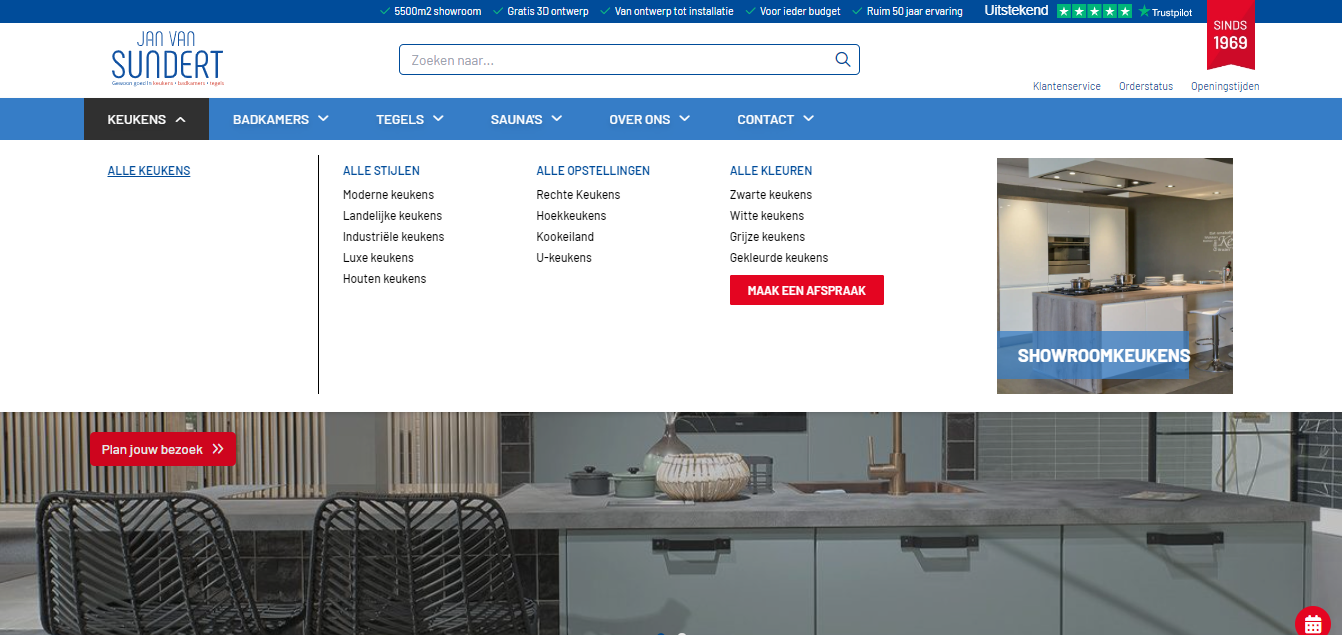 5500m2 showroom
Gratis 3D ontwerp
Van ontwerp tot installatie
Voor ieder budget
Ruim 50 jaar ervaring
Uitstekend
Trustpilot
SINDS
1969
JAN VAN
SUNDERT
Gewoon goed in keukens • badkamers • tegels
Zoeken naar...
Klantenservice
Orderstatus
Openingstijden
KEUKENS
BADKAMERS
TEGELS
SAUNA'S
OVER ONS
CONTACT
ALLE KEUKENS
ALLE STIJLEN
Moderne keukens
Landelijke keukens
Industriële keukens
Luxe keukens
Houten keukens
ALLE OPSTELLINGEN
Rechte Keukens
Hoekkeukens
Kookeiland
U-keukens
ALLE KLEUREN
Zwarte keukens
Witte keukens
Grijze keukens
Gekleurde keukens
MAAK EEN AFSPRAAK
SHOWROOMKEUKENS
Plan jouw bezoek